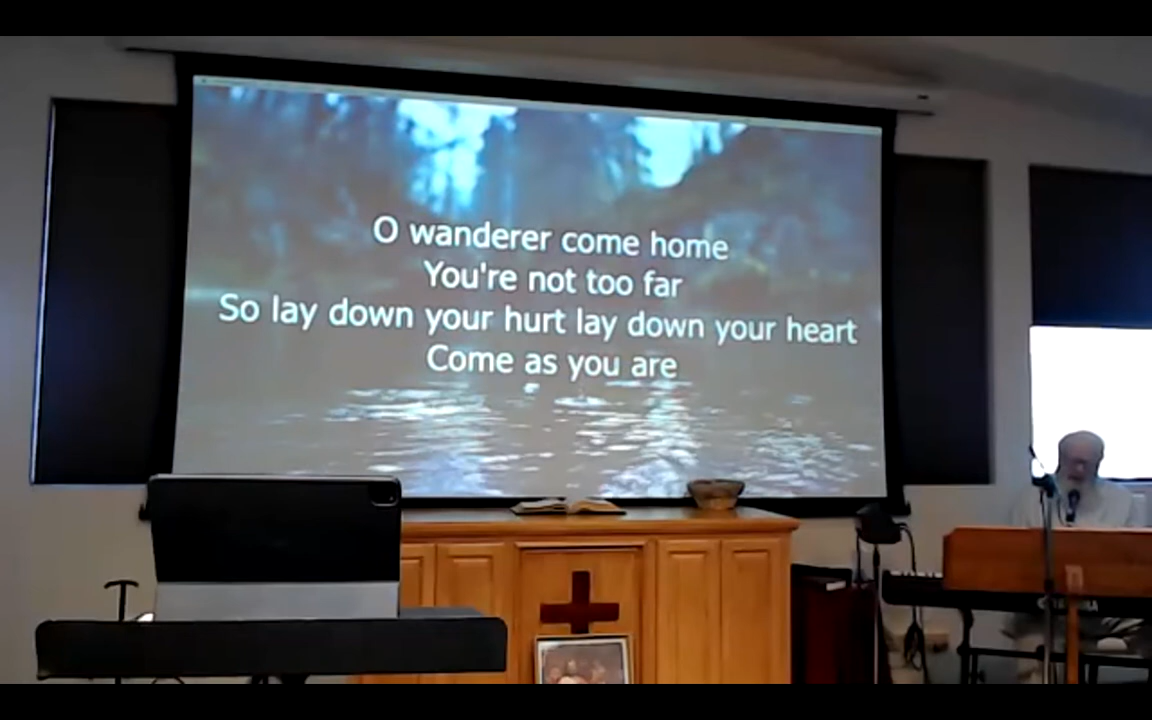 O wanderer come home
You're not too far
So lay down your hurt lay down your heart
Come as you are